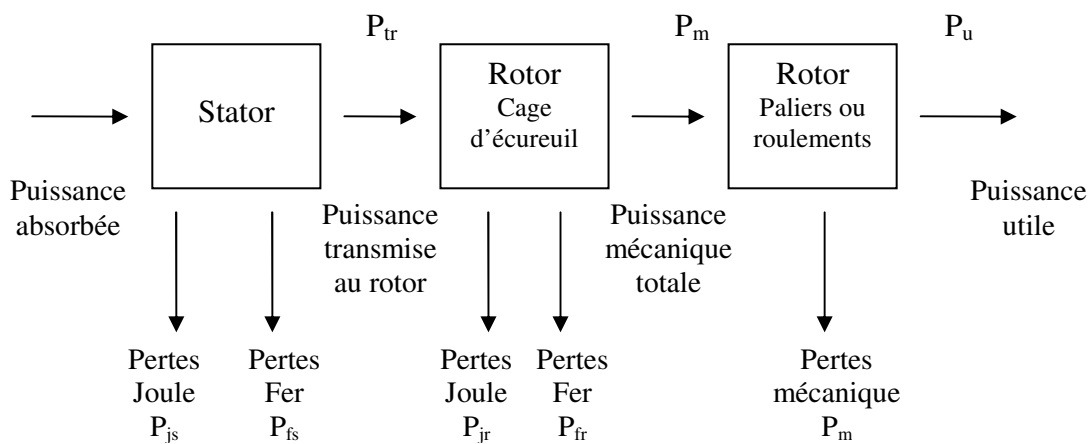 P_tr
P_m
P_u
Stator
Rotor
Cage
d'écureuil
Rotor
Paliers ou
roulements
Puissance
absorbée
Puissance
transmise
au rotor
Puissance
mécanique
totale
Puissance
utile
Pertes
Joule
P_js
Pertes
Fer
P_fs
Pertes
Joule
P_jr
Pertes
Fer
P_fr
Pertes
mécanique
P_m